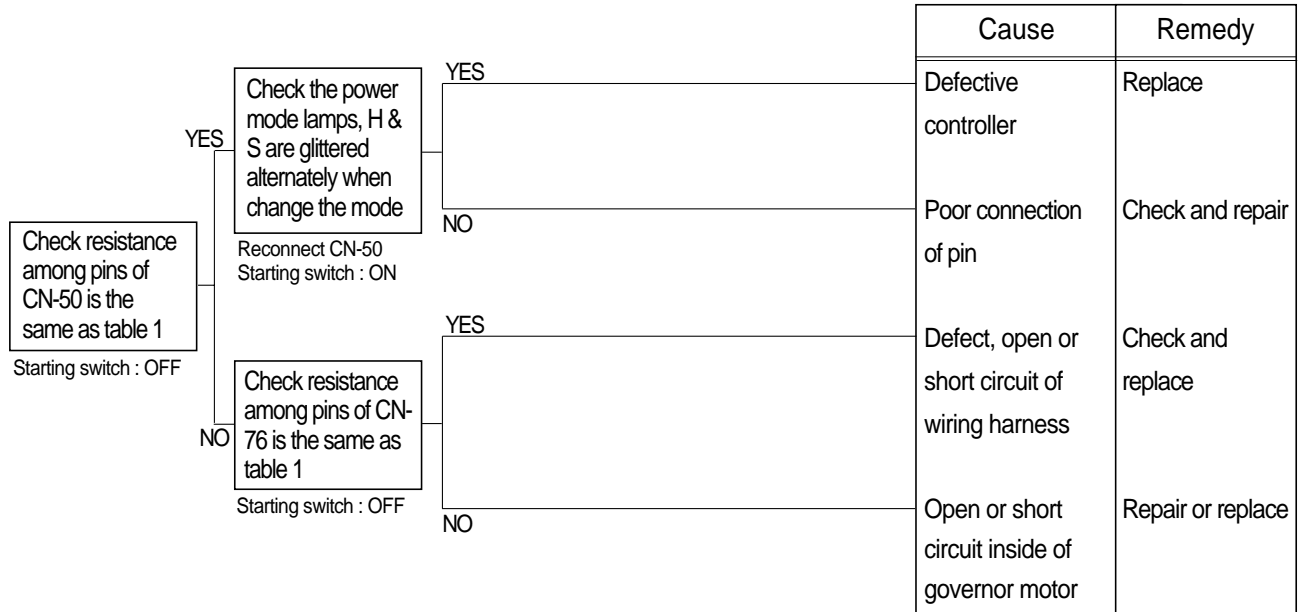 Cause
Remedy
YES
Check the power
mode lamps, H &
S are glittered
alternately when
change the mode
YES
Defective
controller
Replace
NO
Reconnect CN-50
Starting switch : ON
Poor connection
of pin
Check and repair
Check resistance
among pins of
CN-50 is the
same as table 1
Starting switch : OFF
YES
Defect, open or
short circuit of
wiring harness
Check and
replace
NO
Check resistance
among pins of CN-
76 is the same as
table 1
Starting switch : OFF
NO
Open or short
circuit inside of
governor motor
Repair or replace